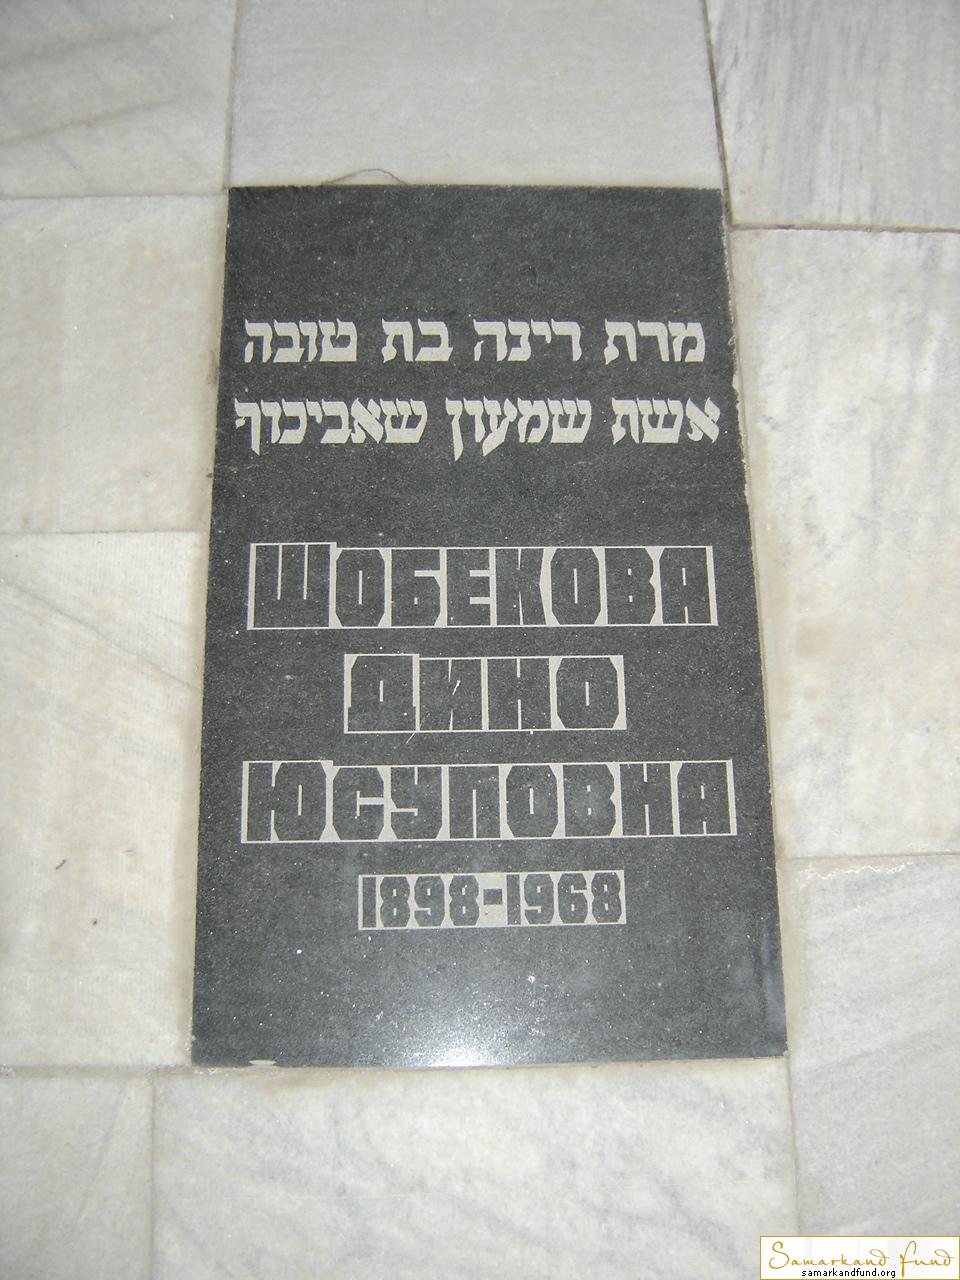 מרת רינה בת טובה
אשת שמעון שאביכוף
ШОБЕКОВА
ДИНО
ЮСУПОВНА
1898-1968
Samarkand fund
samarkandfund.org